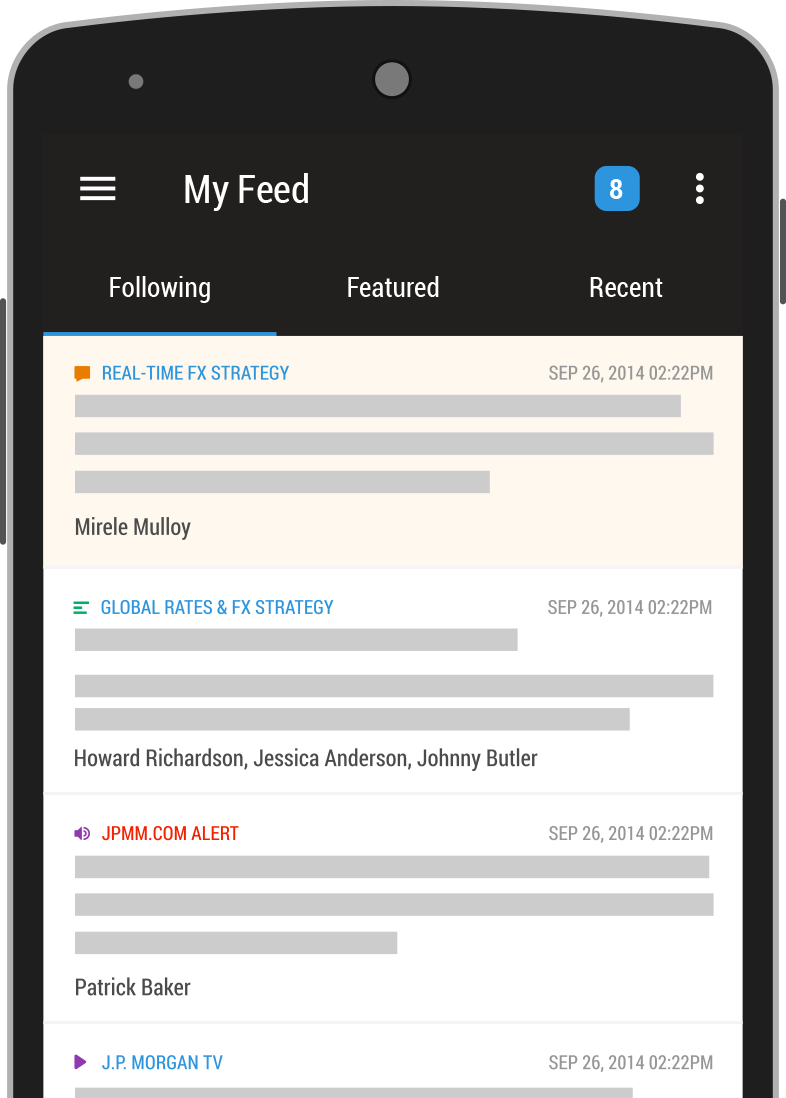 My Feed 8
Following Featured Recent
REAL-TIME FX STRATEGY SEP 26, 2014 02:22PM
Mirele Mulloy
GLOBAL RATES & FX STRATEGY SEP 26, 2014 02:22PM
Howard Richardson, Jessica Anderson, Johnny Butler
JPMM.COM ALERT SEP 26, 2014 02:22PM
Patrick Baker
J.P. MORGAN TV SEP 26, 2014 02:22PM